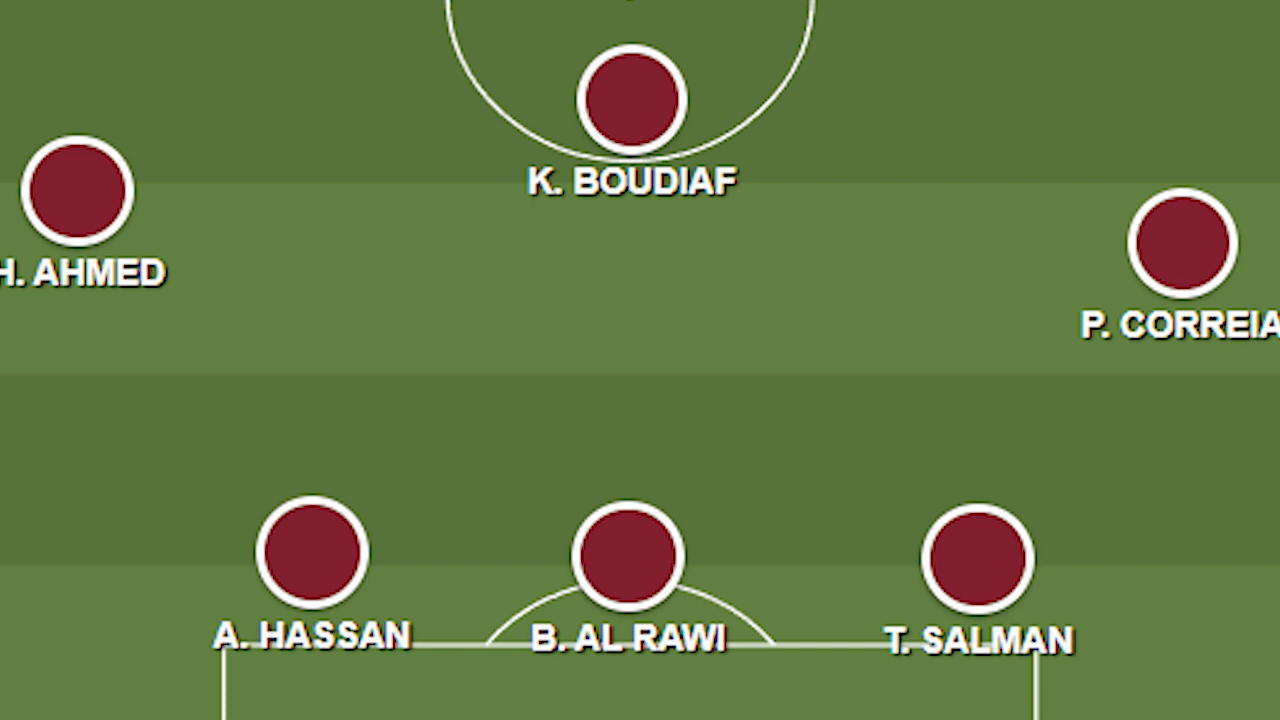 K. BOUDIAF
H. AHMED
P. CORREIA
A. HASSAN
B. AL RAWI
T. SALMAN